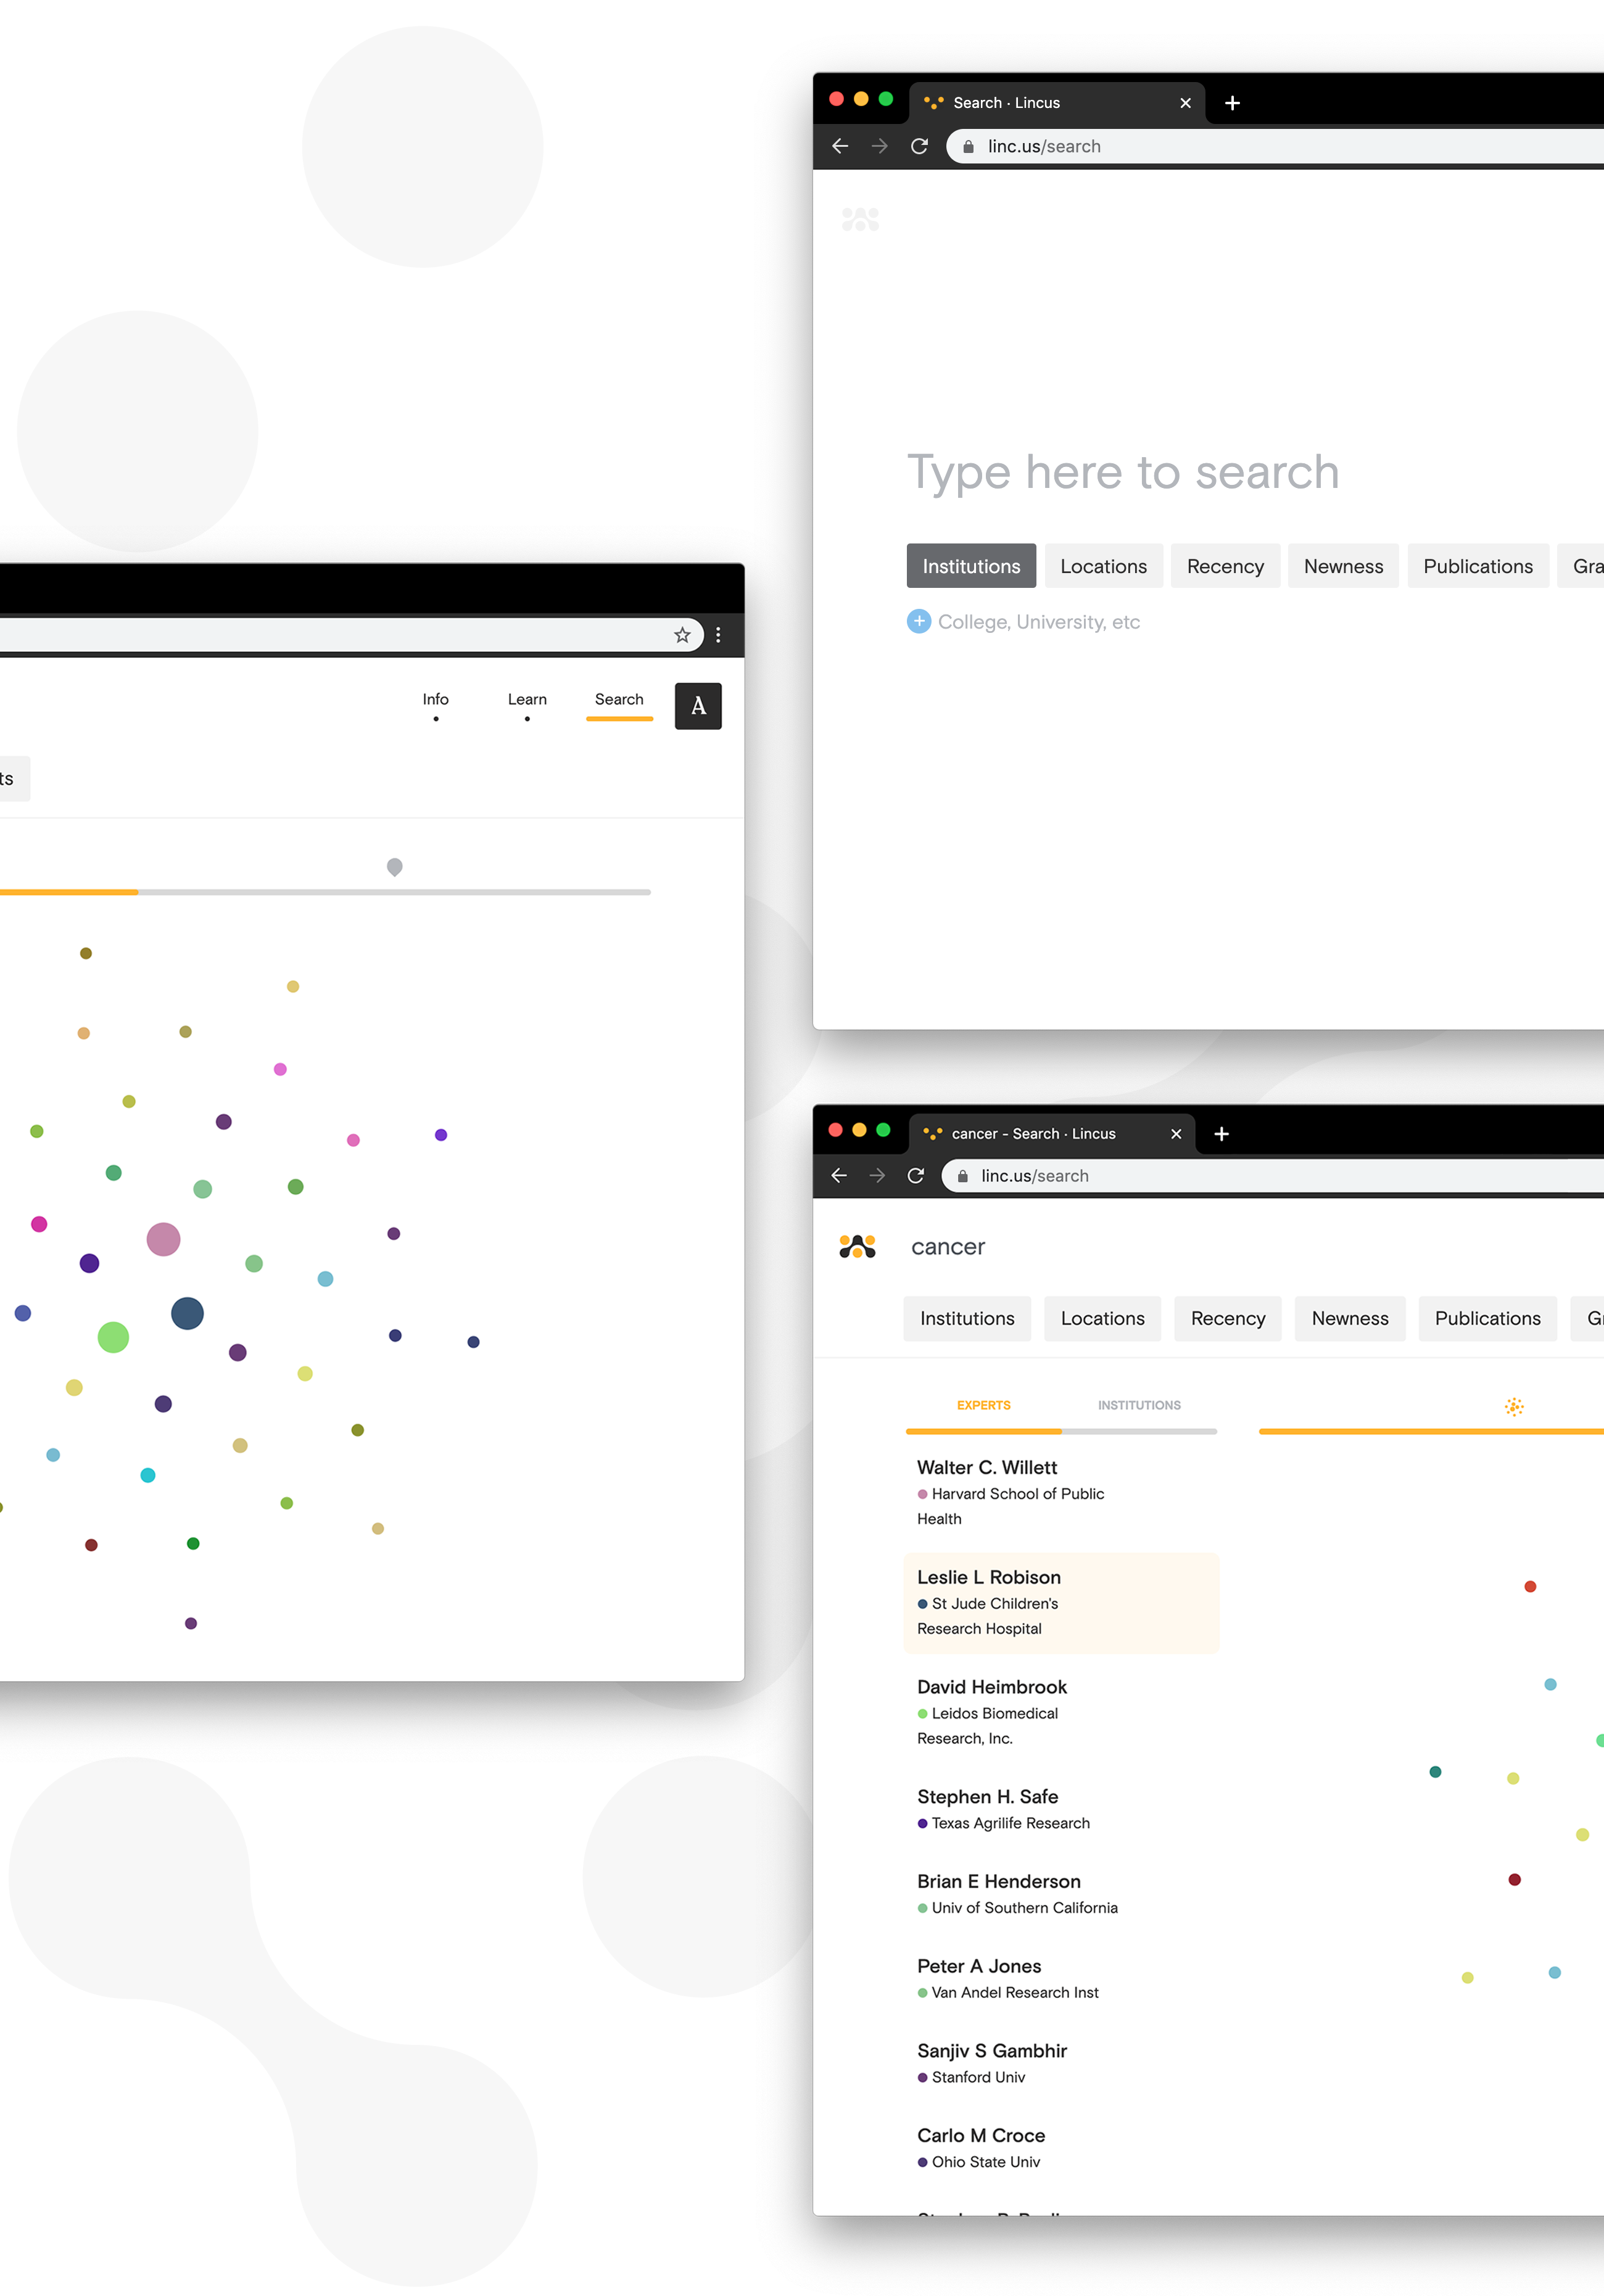 Search · Lincus
linc.us/search
Type here to search
Institutions
Locations
Recency
Newness
Publications
Gra
College, University, etc
Info
Learn
Search
A
ts
cancer - Search · Lincus
linc.us/search
cancer
Institutions
Locations
Recency
Newness
Publications
EXPERTS
INSTITUTIONS
Walter C. Willett
Harvard School of Public
Health
Leslie L Robison
St Jude Children's
Research Hospital
David Heimbrook
Leidos Biomedical
Research, Inc.
Stephen H. Safe
Texas Agrilife Research
Brian E Henderson
Univ of Southern California
Peter A Jones
Van Andel Research Inst
Sanjiv S Gambhir
Stanford Univ
Carlo M Croce
Ohio State Univ